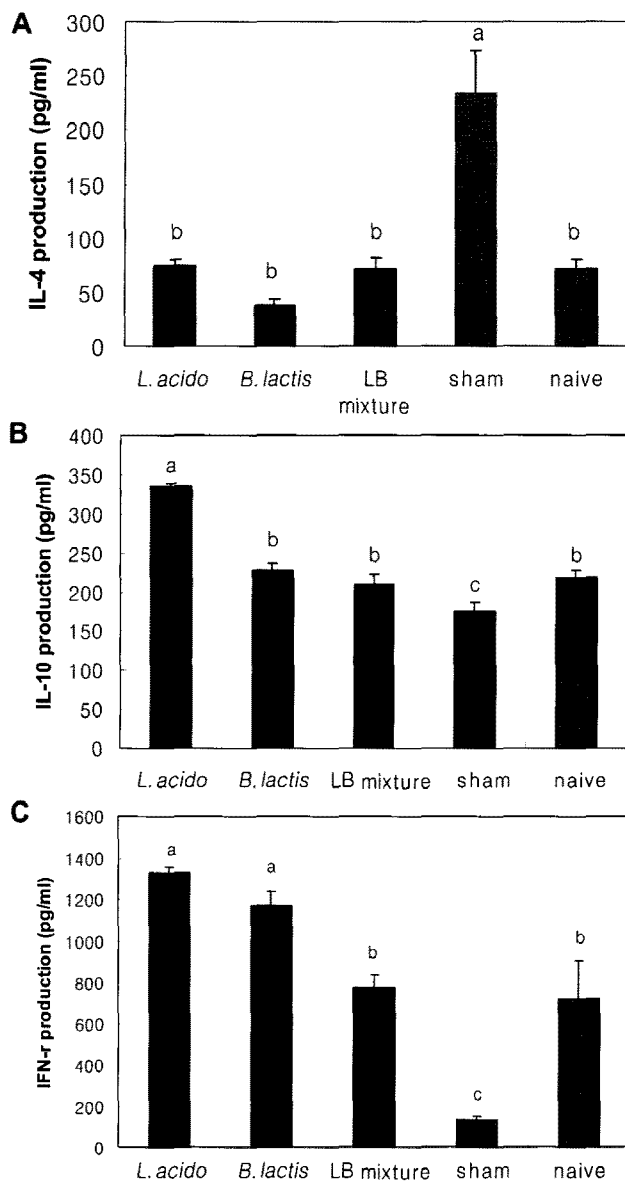 A
IL-4 production (pg/ml)
300
250
200
150
100
50
0
a
b
b
b
b
L. acido
B. lactis
LB
mixture
sham
naive
B
IL-10 production (pg/ml)
400
350
300
250
200
150
100
50
0
a
b
b
c
b
L. acido
B. lactis
LB mixture
sham
naive
C
IFN-r production (pg/ml)
1600
1400
1200
1000
800
600
400
200
0
a
a
b
c
b
L. acido
B. lactis
LB mixture
sham
naive